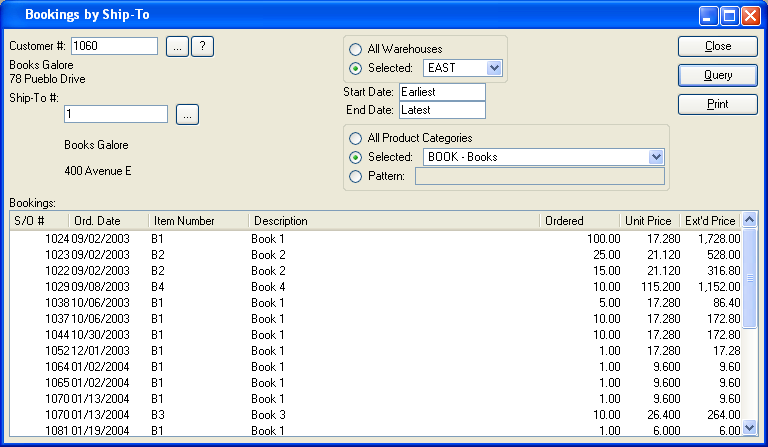 Bookings by Ship-To
Customer #: 1060 ... ?
Books Galore
78 Pueblo Drive
Ship-To #:
1 ...
Books Galore
400 Avenue E
All Warehouses
Selected: EAST
Start Date: Earliest
End Date: Latest
All Product Categories
Selected: BOOK - Books
Pattern:
Close
Query
Print
Bookings:
S/O # Ord. Date Item Number Description Ordered Unit Price Ext'd Price
1024 09/02/2003 B1 Book 1 100.00 17.280 1,728.00
1023 09/02/2003 B2 Book 2 25.00 21.120 528.00
1022 09/02/2003 B2 Book 2 15.00 21.120 316.80
1029 09/08/2003 B4 Book 4 10.00 115.200 1,152.00
1038 10/06/2003 B1 Book 1 5.00 17.280 86.40
1037 10/06/2003 B1 Book 1 10.00 17.280 172.80
1044 10/30/2003 B1 Book 1 10.00 17.280 172.80
1052 12/01/2003 B1 Book 1 1.00 17.280 17.28
1064 01/02/2004 B1 Book 1 1.00 9.600 9.60
1065 01/02/2004 B1 Book 1 1.00 9.600 9.60
1070 01/13/2004 B1 Book 1 1.00 9.600 9.60
1070 01/13/2004 B3 Book 3 10.00 26.400 264.00
1081 01/19/2004 B1 Book 1 1.00 6.000 6.00